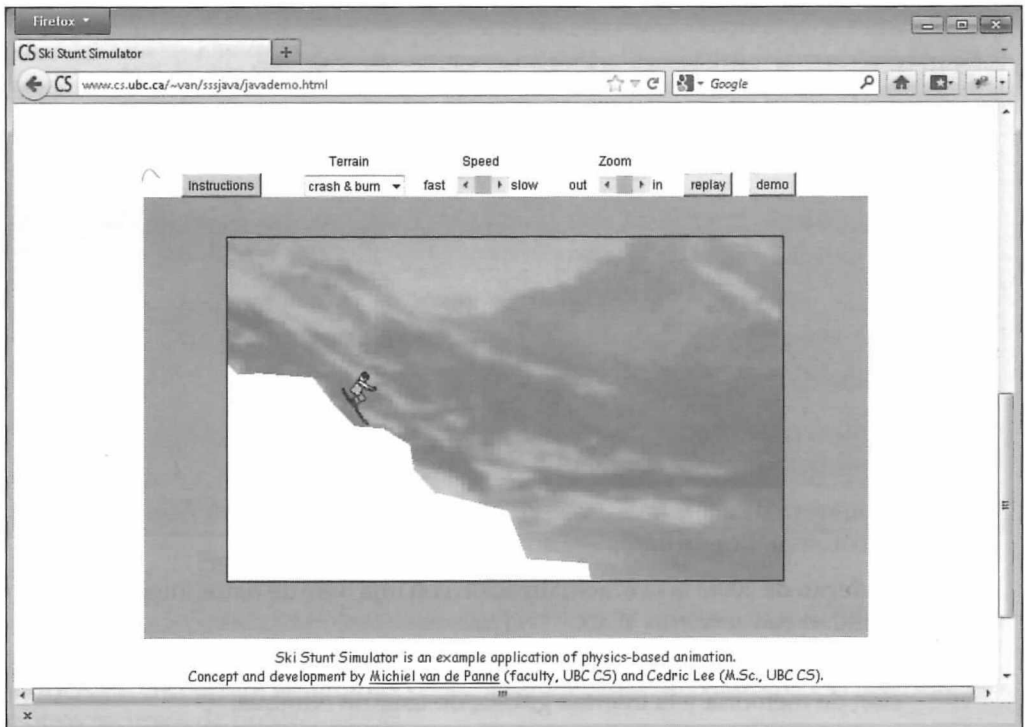 Firefox
CS Ski Stunt Simulator
CS www.cs.ubc.ca/~van/sssjava/javademo.html Google
Terrain Speed Zoom
Instructions crash & burn fast slow out in replay demo
Ski Stunt Simulator is an example application of physics-based animation.
Concept and development by Michiel van de Panne (faculty, UBC CS) and Cedric Lee (M.Sc., UBC CS).